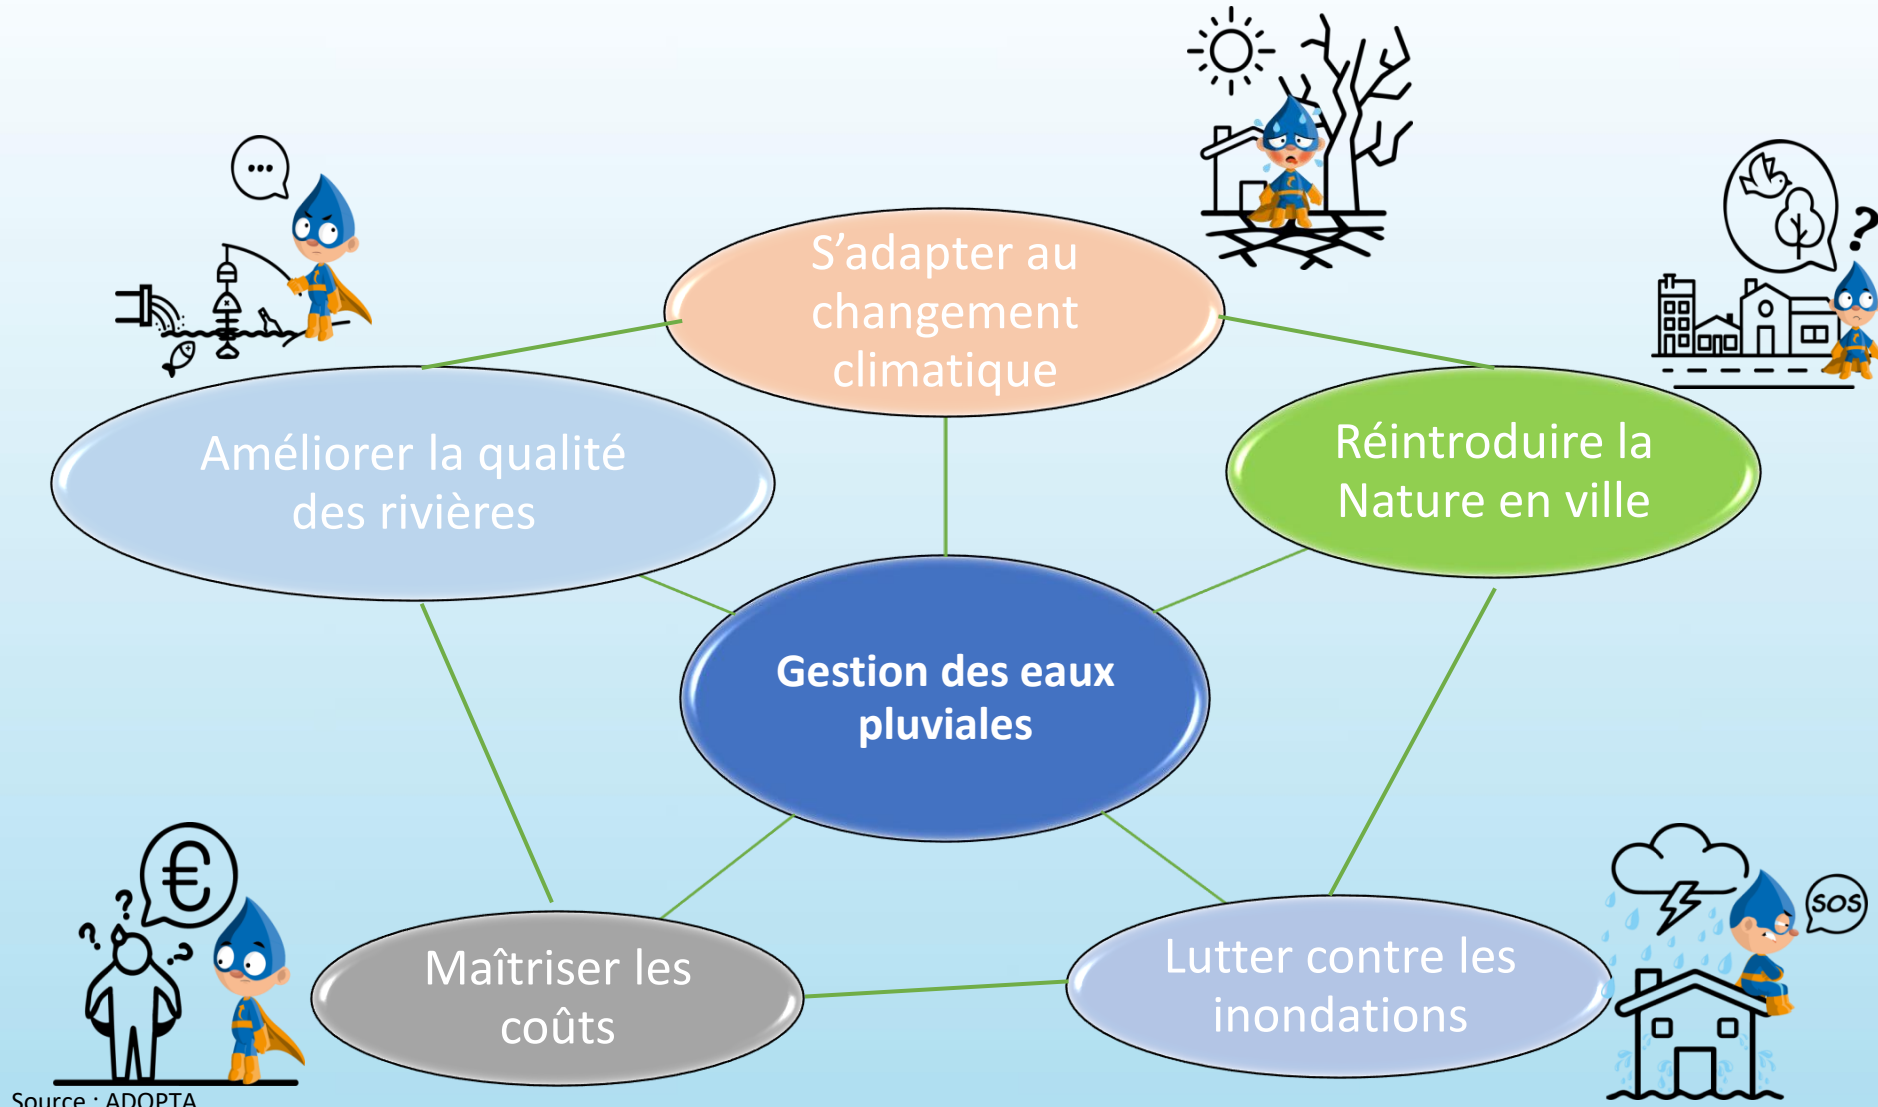 ...
?
S'adapter au
changement
climatique
Améliorer la qualité
des rivières
Réintroduire la
Nature en ville
Gestion des eaux
pluviales
€
? ? ?
SOS
Maîtriser les
coûts
Lutter contre les
inondations
Source : ADOPTA